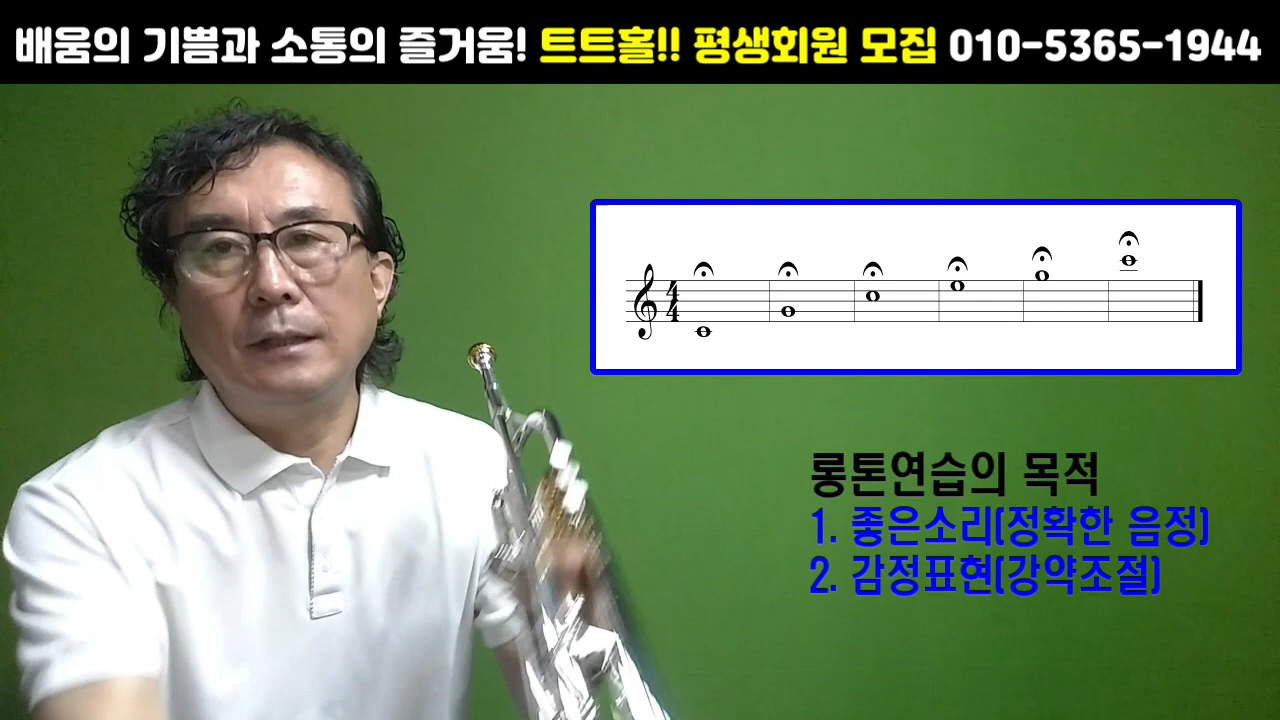 배움의 기쁨과 소통의 즐거움! 트트홀!! 평생회원 모집 010-5365-1944
4
4
롱톤연습의 목적
1. 좋은소리(정확한 음정)
2. 감정표현(강약조절)